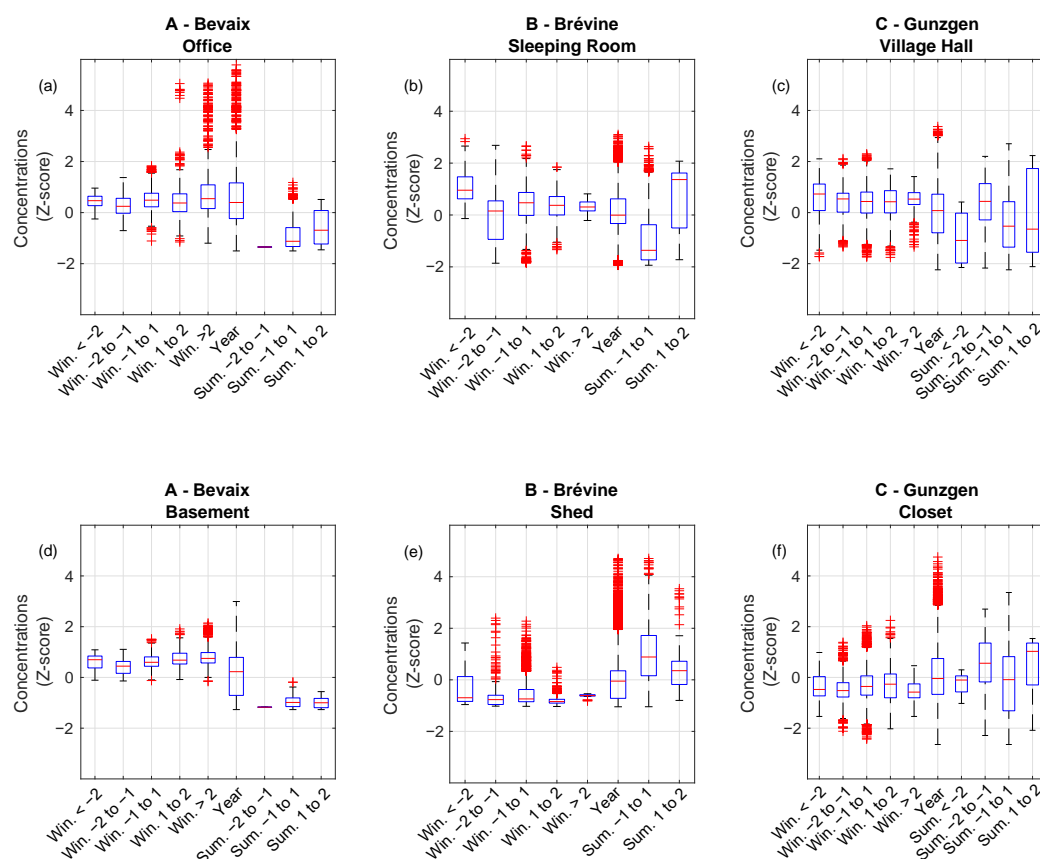 A - Bevaix
Office
(a)
Concentrations
(Z-score)
4
2
0
−2
Win. < −2
Win. −2 to −1
Win. −1 to 1
Win. 1 to 2
Win. >2
Year
Sum. −2 to −1
Sum. −1 to 1
Sum. 1 to 2
B - Brévine
Sleeping Room
(b)
Concentrations
(Z-score)
4
2
0
−2
Win. < −2
Win. −2 to −1
Win. −1 to 1
Win. 1 to 2
Win. >2
Year
Sum. −1 to 1
Sum. 1 to 2
C - Gunzgen
Village Hall
(c)
Concentrations
(Z-score)
4
2
0
−2
Win. < −2
Win. −2 to −1
Win. −1 to 1
Win. 1 to 2
Win. >2
Year
Sum. < −2
Sum. −2 to −1
Sum. −1 to 1
Sum. 1 to 2
A - Bevaix
Basement
(d)
Concentrations
(Z-score)
4
2
0
−2
Win. < −2
Win. −2 to −1
Win. −1 to 1
Win. 1 to 2
Win. > 2
Year
Sum. −2 to −1
Sum. −1 to 1
Sum. 1 to 2
B - Brévine
Shed
(e)
Concentrations
(Z-score)
4
2
0
−2
Win. < −2
Win. −2 to −1
Win. −1 to 1
Win. 1 to 2
Win. > 2
Year
Sum. −1 to 1
Sum. 1 to 2
C - Gunzgen
Closet
(f)
Concentrations
(Z-score)
4
2
0
−2
Win. < −2
Win. −2 to −1
Win. −1 to 1
Win. 1 to 2
Win. >2
Year
Sum. < −2
Sum. −2 to −1
Sum. −1 to 1
Sum. 1 to 2